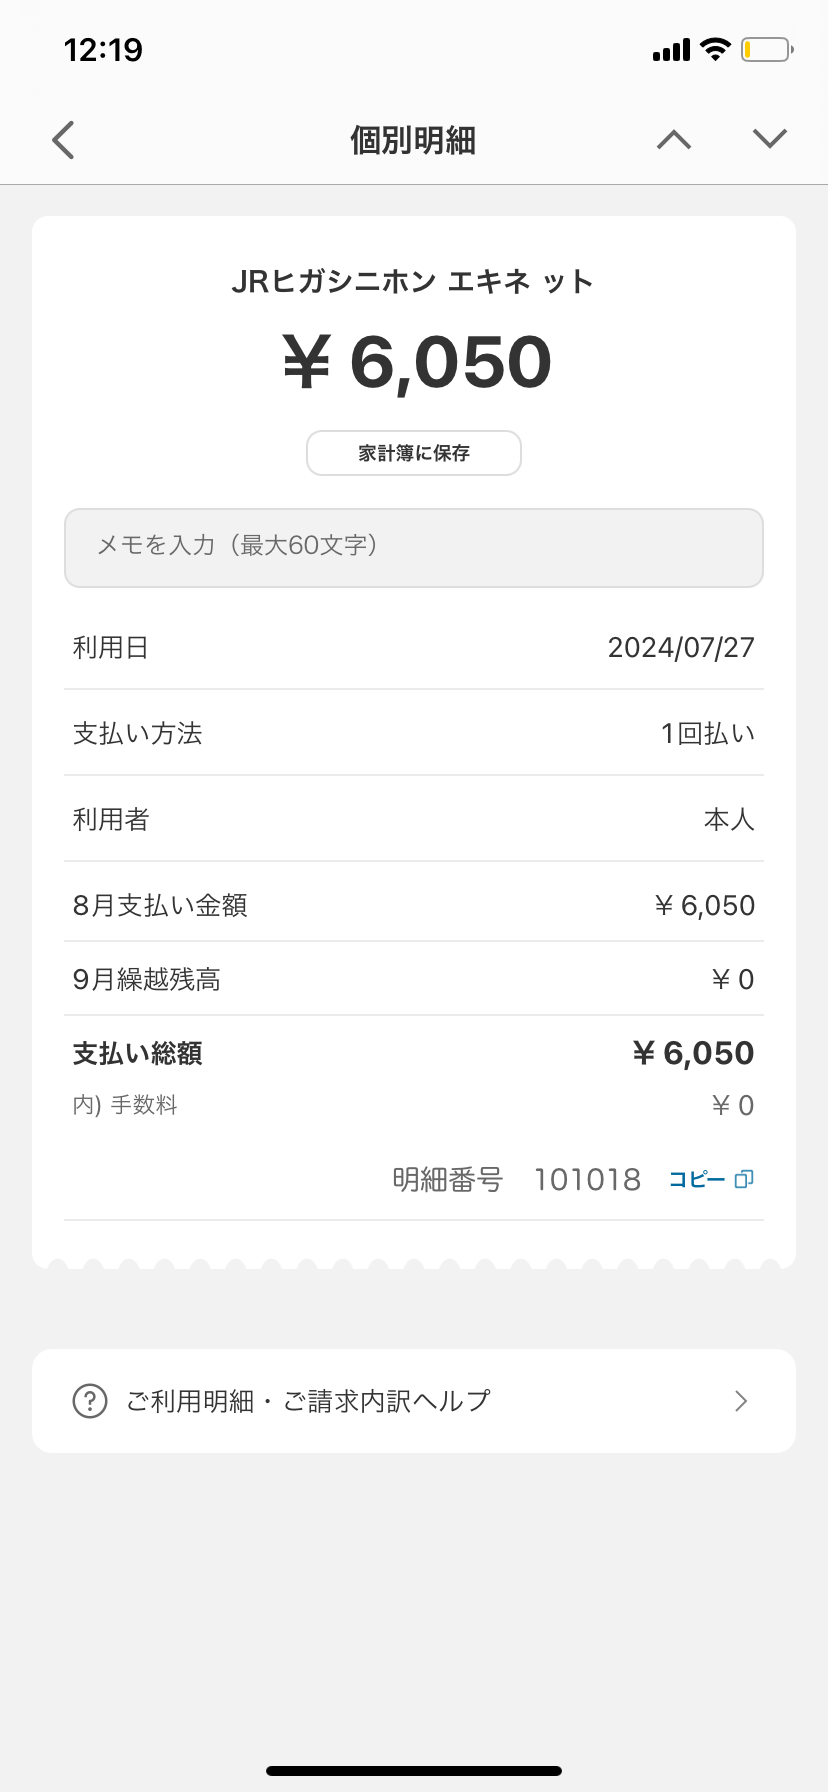 12:19
個別明細
JRヒガシニホン エキネ ット
¥ 6,050
家計簿に保存
メモを入力（最大60文字）
利用日 2024/07/27
支払い方法 1回払い
利用者 本人
8月支払い金額 ¥ 6,050
9月繰越残高 ¥ 0
支払い総額 ¥ 6,050
内) 手数料 ¥ 0
明細番号 101018 コピー
? ご利用明細・ご請求内訳ヘルプ